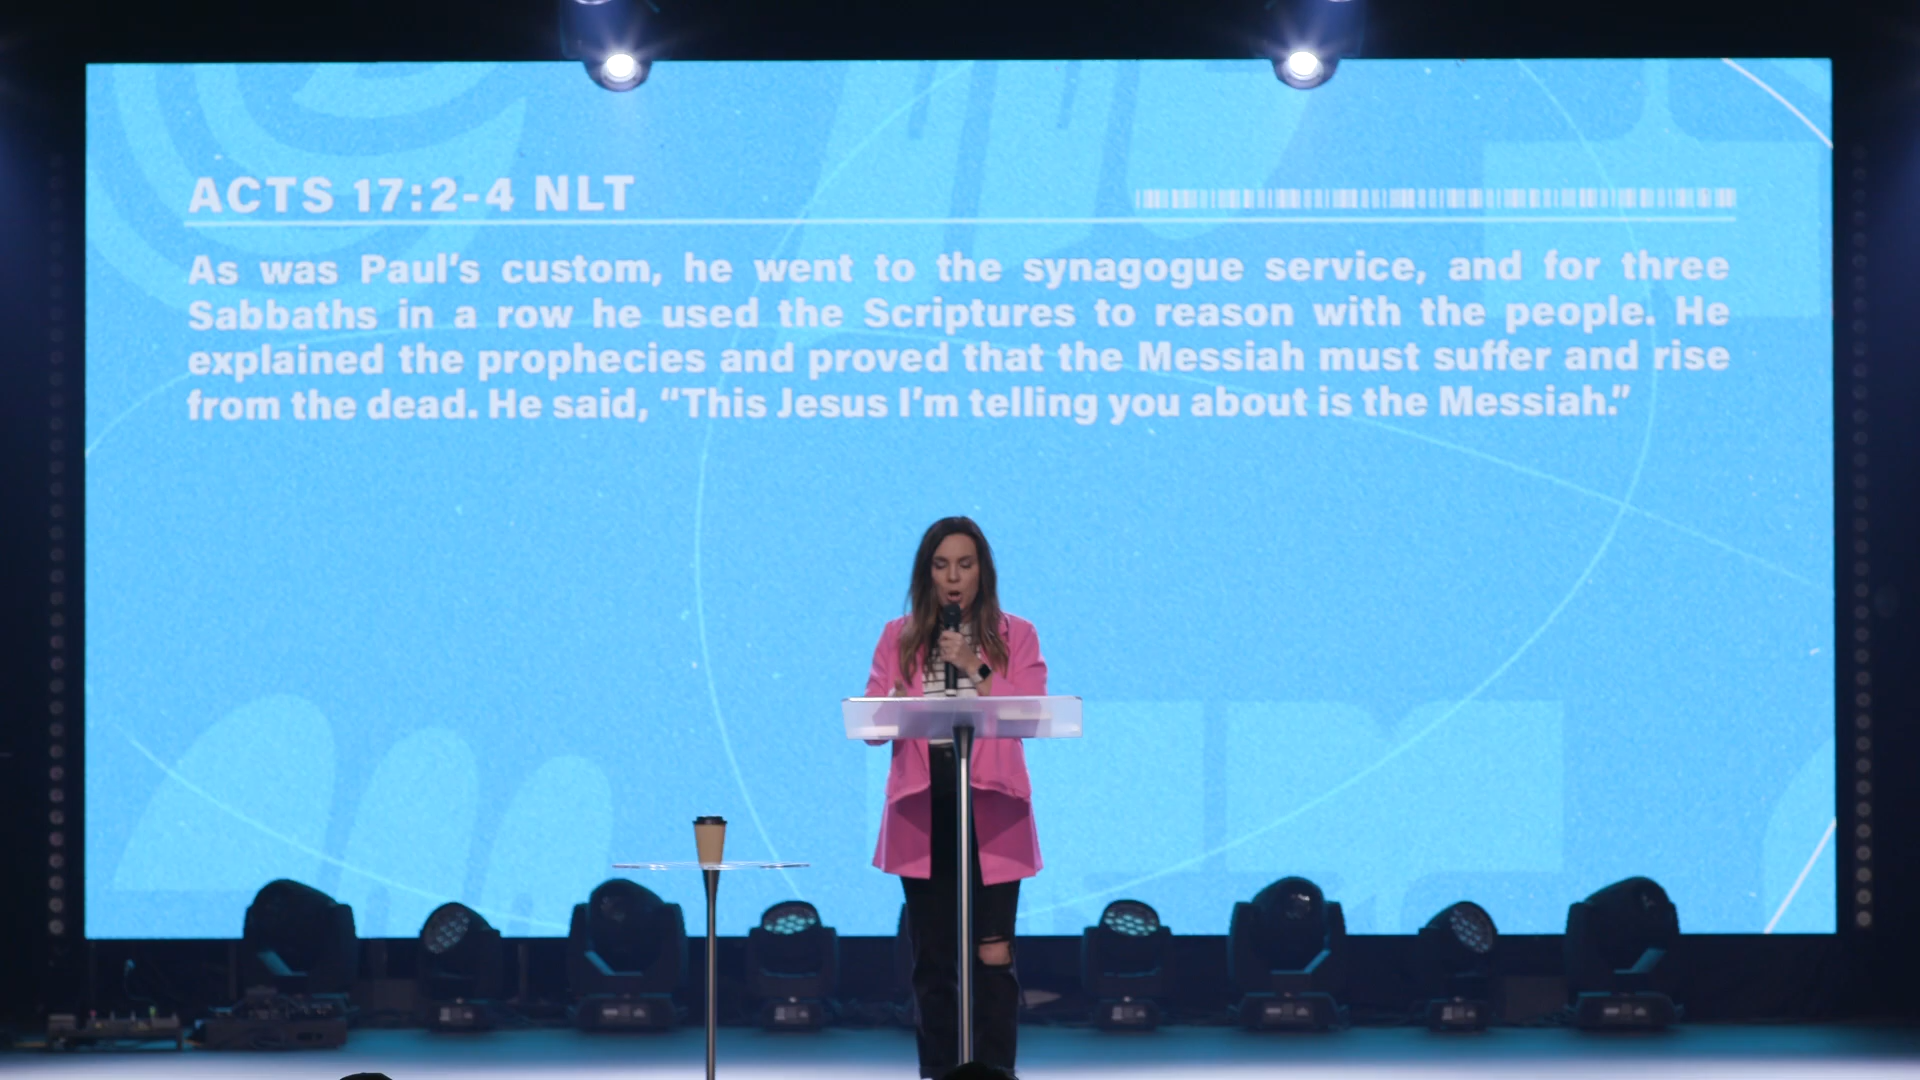 ACTS 17:2-4 NLT
As was Paul's custom, he went to the synagogue service, and for three
Sabbaths in a row he used the Scriptures to reason with the people. He
explained the prophecies and proved that the Messiah must suffer and rise
from the dead. He said, “This Jesus I'm telling you about is the Messiah.”